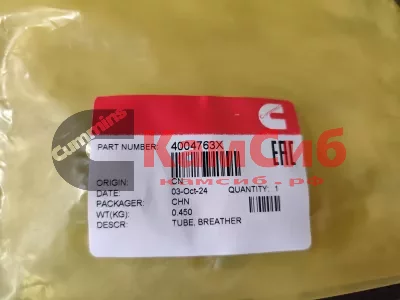 PART NUMBER: 4004763X
EAC
Cummins
КамСиб
камсиб.рф
ORIGIN: CN
DATE: 03-Oct-24 QUANTITY: 1
PACKAGER: CHN
WT(KG): 0.450
DESCR: TUBE, BREATHER